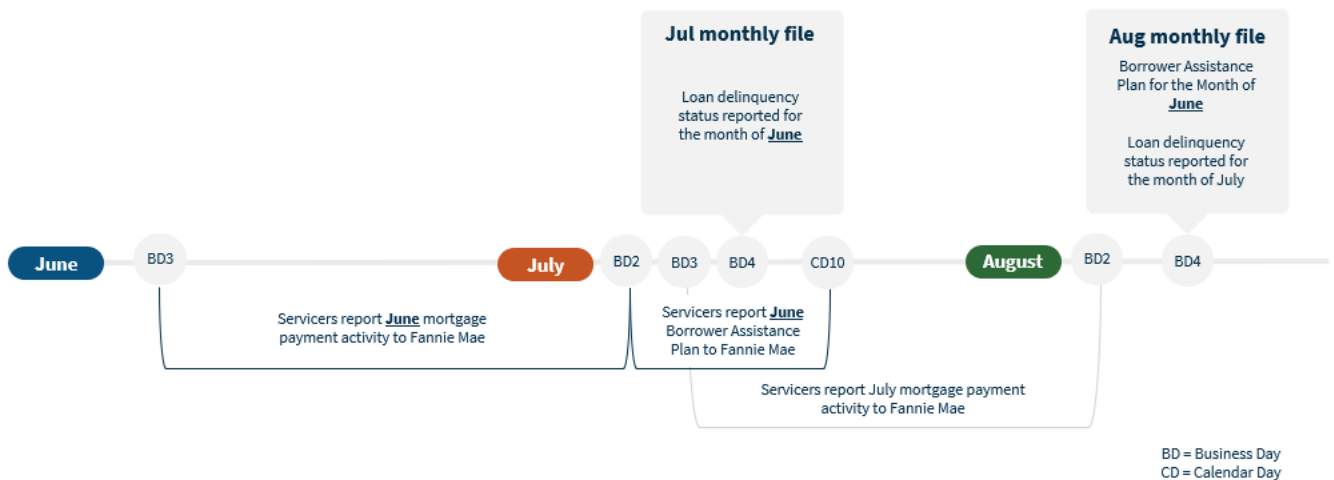 Jul monthly file
Loan delinquency
status reported for
the month of June
Aug monthly file
Borrower Assistance
Plan for the Month of
June
Loan delinquency
status reported for
the month of July
June
BD3
July
BD2
BD3
BD4
CD10
August
BD2
BD4
Servicers report June mortgage
payment activity to Fannie Mae
Servicers report June
Borrower Assistance
Plan to Fannie Mae
Servicers report July mortgage payment
activity to Fannie Mae
BD = Business Day
CD = Calendar Day